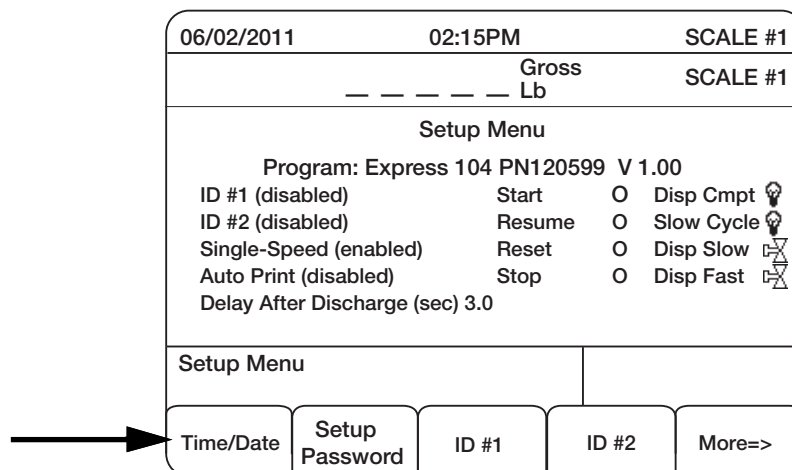 06/02/2011 02:15PM SCALE #1
Gross SCALE #1
_ _ _ _ _ Lb
Setup Menu
Program: Express 104 PN120599 V 1.00
ID #1 (disabled) Start O Disp Cmpt
ID #2 (disabled) Resume O Slow Cycle
Single-Speed (enabled) Reset O Disp Slow
Auto Print (disabled) Stop O Disp Fast
Delay After Discharge (sec) 3.0
Setup Menu
Time/Date Setup Password ID #1 ID #2 More=>